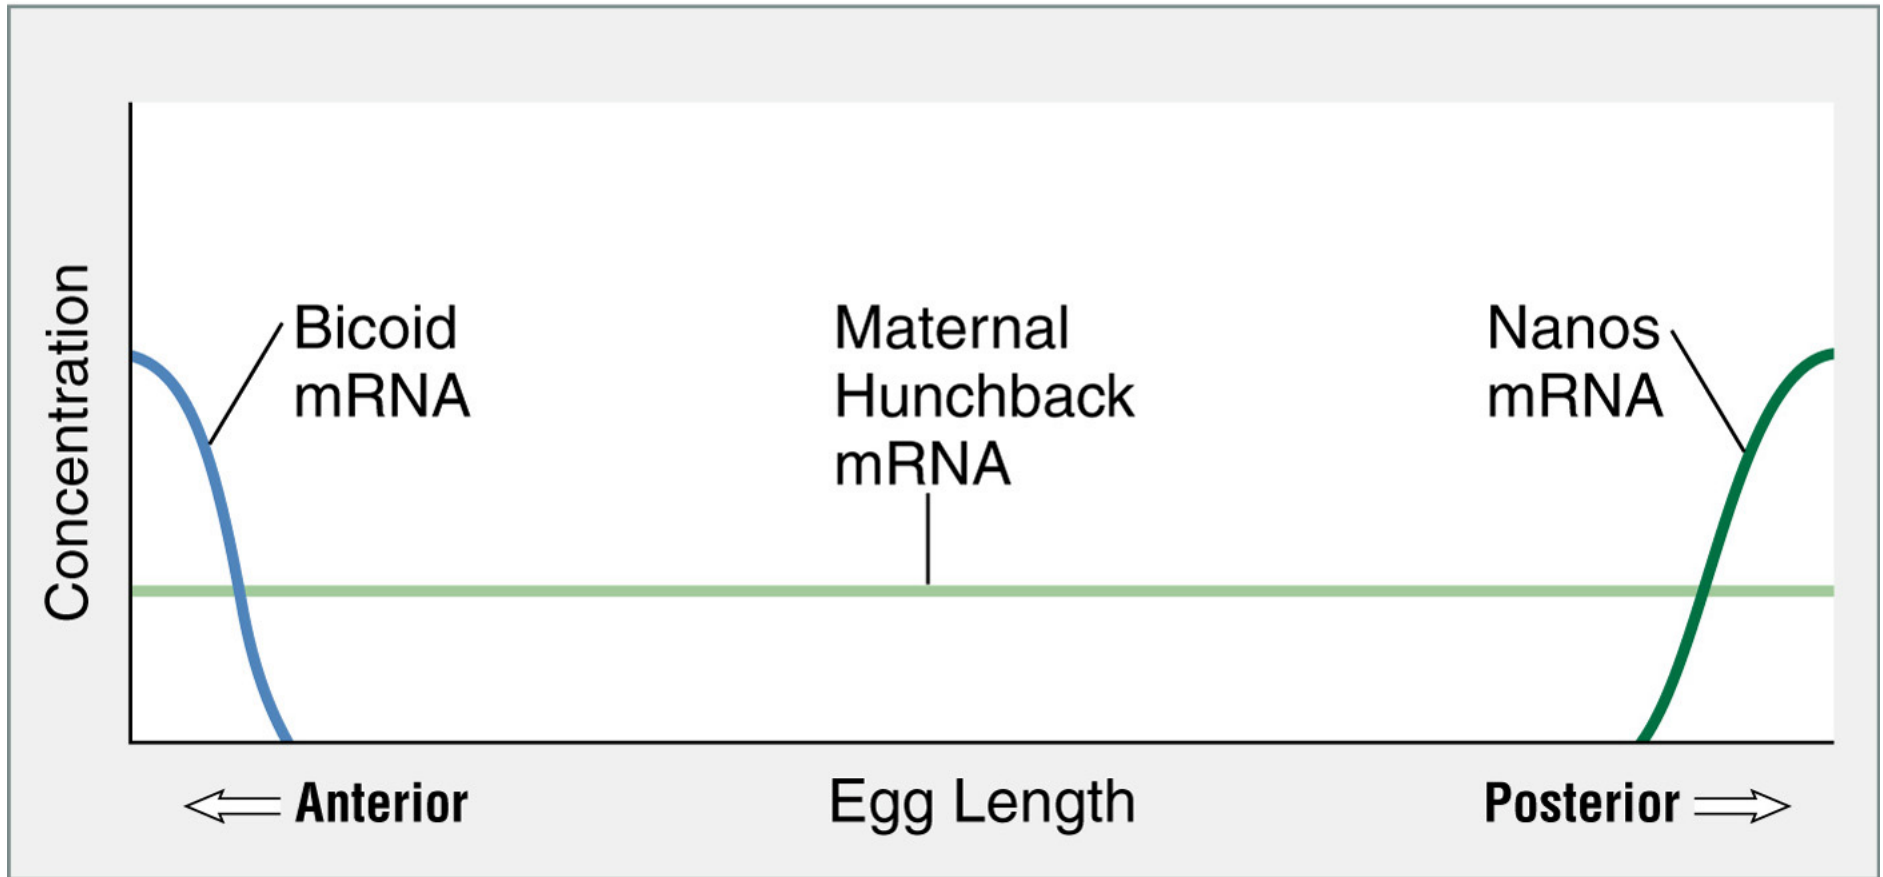 Concentration
Bicoid
mRNA
Maternal
Hunchback
mRNA
Nanos
mRNA
Anterior
Egg Length
Posterior